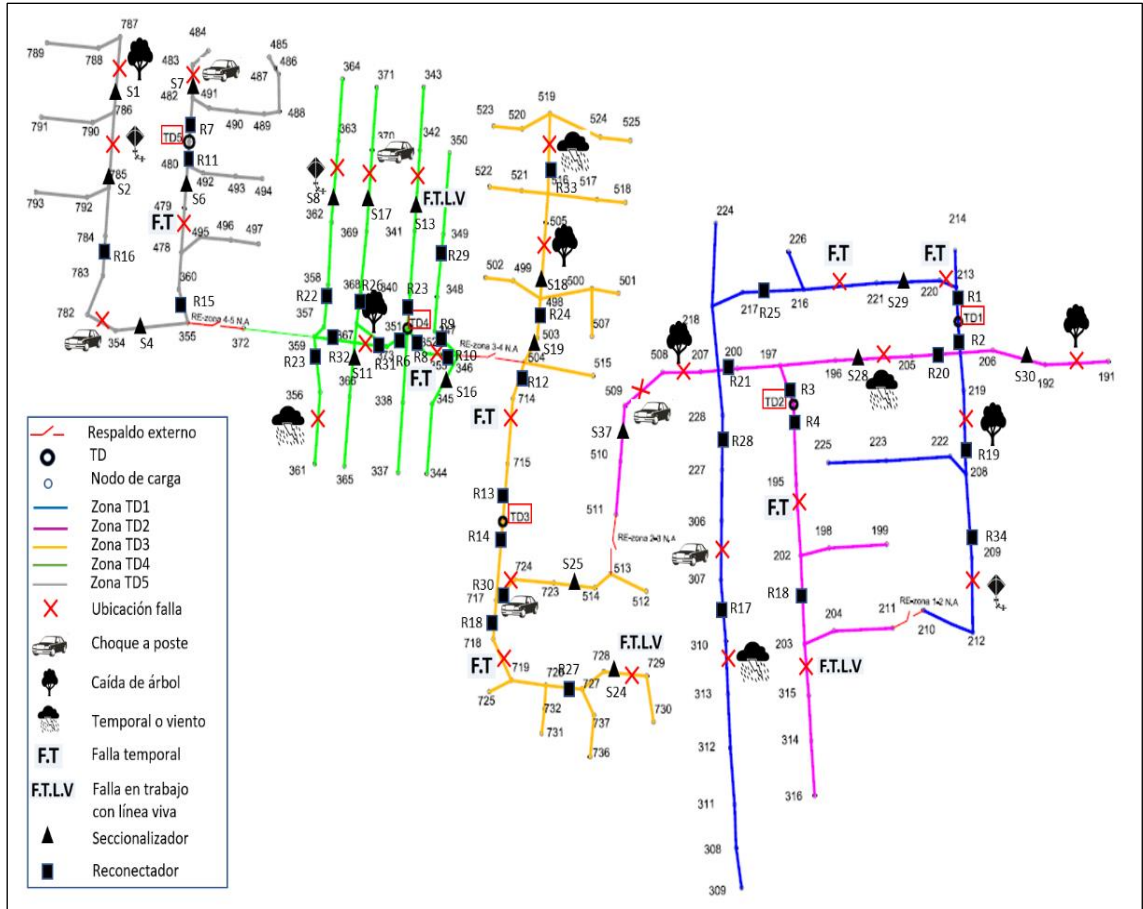 787
789
788
S1
786
791
790
785
S2
793
792
784
R16
783
782
354
S4
355
484
483
S7
482
491
485
486
487
488
490
489
R7
TD5
480
R11
492
493
494
S6
479
F.T
495
496
497
478
360
R15
RE-zona 4-5 N.A
372
364
371
343
363
370
342
350
S8
S17
S13
F.T.L.V
362
369
341
349
R29
358
R22
357
368
R26
340
R23
348
351
TD4
R9
359
R32
367
373
R31
R6
R8
352
R10
346
RE-zona 3-4 N.A
R23
S11
366
F.T
S16
345
356
338
361
365
337
344
519
523
520
524
525
516
R33
517
522
521
518
505
502
499
S18
500
501
498
R24
507
503
S19
504
515
R12
714
F.T
715
R13
TD3
R14
R30
724
717
723
S25
514
513
512
R18
718
F.T
719
725
726
R27
727
728
S24
F.T.L.V
729
732
731
737
736
730
508
207
509
S37
510
511
RE-zona 2-3 N.A
224
226
F.T
F.T
214
213
217
R25
216
221
S29
220
R1
TD1
R2
218
200
197
R21
196
S28
205
R20
206
S30
192
191
R3
TD2
R4
219
R19
228
R28
227
225
223
222
208
195
F.T
R34
306
202
198
199
209
307
R17
R18
204
211
RE-zona 1-2 N.A
210
212
310
203
F.T.L.V
313
315
312
314
311
316
308
309
Respaldo externo
TD
Nodo de carga
Zona TD1
Zona TD2
Zona TD3
Zona TD4
Zona TD5
Ubicación falla
Choque a poste
Caída de árbol
Temporal o viento
F.T Falla temporal
F.T.L.V Falla en trabajo
con línea viva
Seccionalizador
Reconectador